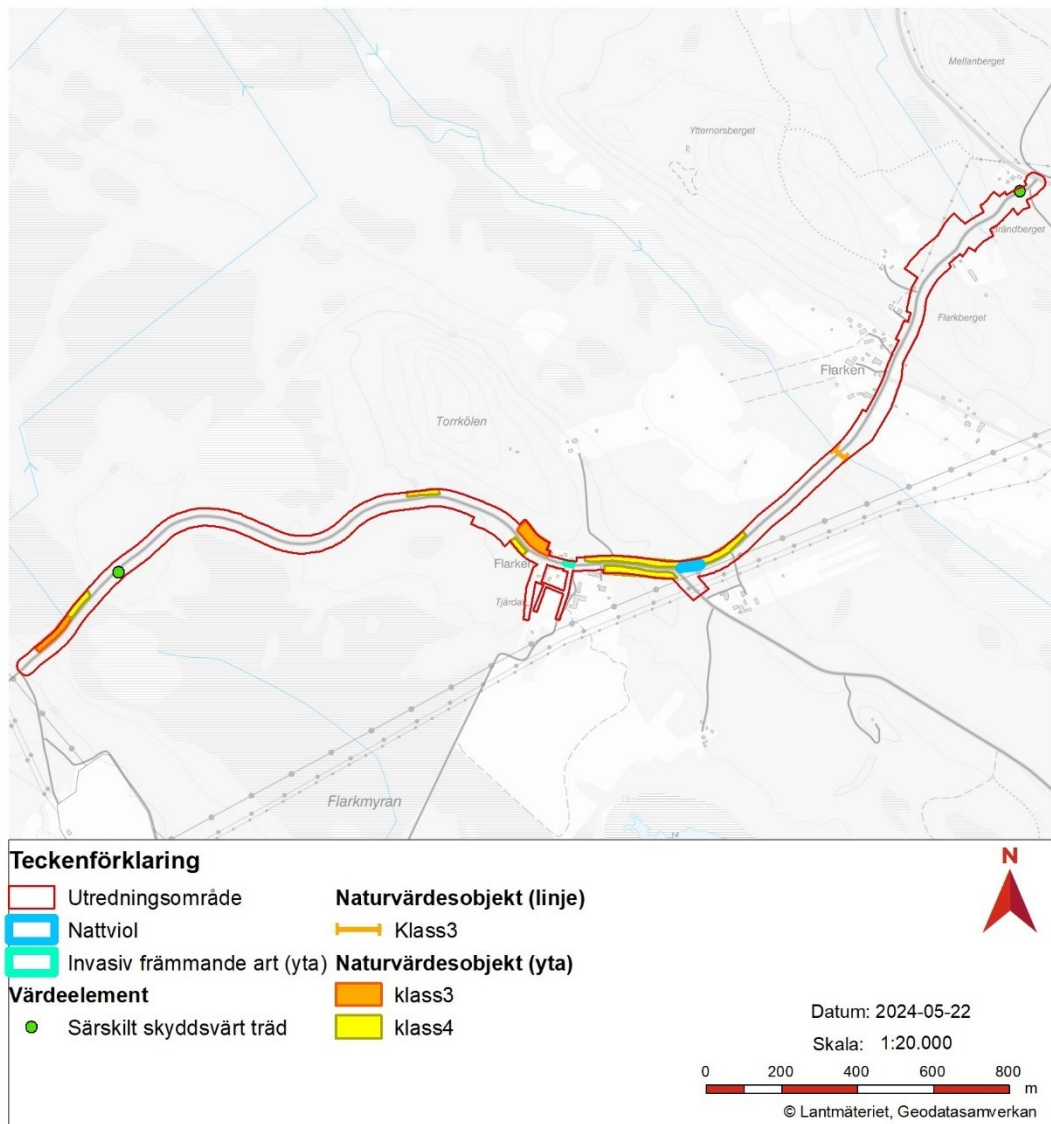 Mellanberget
Ytternorsberget
Brändberget
Flarkberget
Flarken
Torrkölen
Flarken
Flarkmyran
14
Teckenförklaring
Utredningsområde
Nattviol
Invasiv främmande art (yta)
Värdeelement
Särskilt skyddsvärt träd
Naturvärdesobjekt (linje)
Klass3
Naturvärdesobjekt (yta)
klass3
klass4
N
Datum: 2024-05-22
Skala: 1:20.000
0 200 400 600 800
m
© Lantmäteriet, Geodatasamverkan